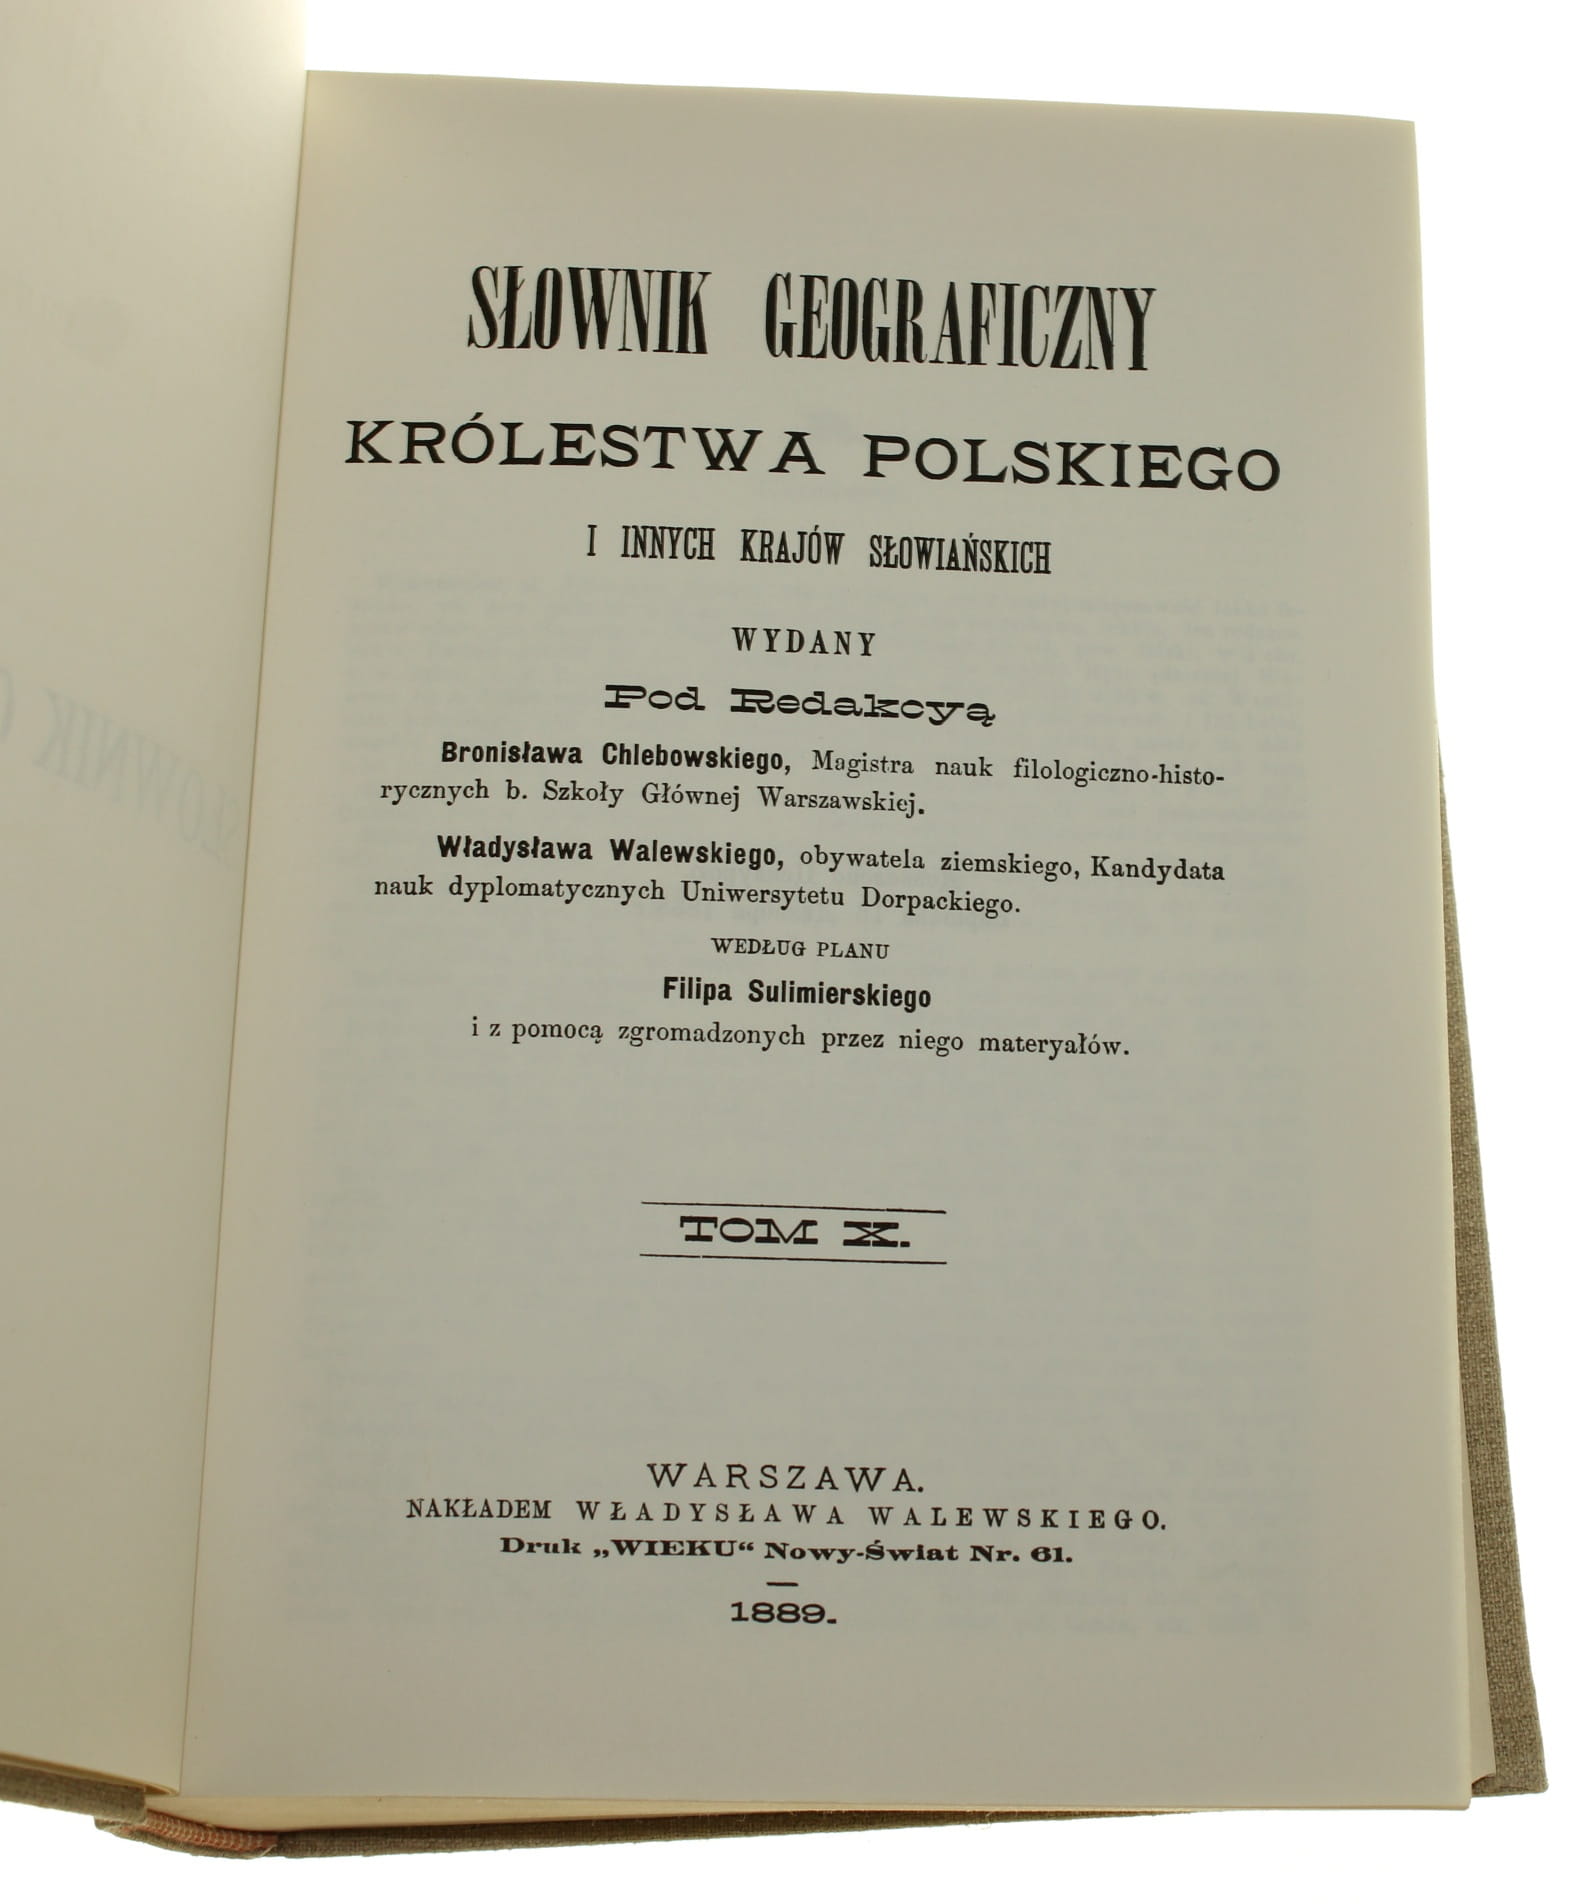 SŁOWNIK GEOGRAFICZNY
KRÓLESTWA POLSKIEGO
I INNYCH KRAJÓW SŁOWIAŃSKICH
WYDANY
Pod Redakcyą
Bronisława Chlebowskiego, Magistra nauk filologiczno-histo-
rycznych b. Szkoły Głównej Warszawskiej.
Władysława Walewskiego, obywatela ziemskiego, Kandydata
nauk dyplomatycznych Uniwersytetu Dorpackiego.
WEDŁUG PLANU
Filipa Sulimierskiego
i z pomocą zgromadzonych przez niego materyałów.
TOM X.
WARSZAWA.
NAKŁADEM WŁADYSŁAWA WALEWSKIEGO.
Druk „WIEKU“ Nowy-Świat Nr. 61.
1889.